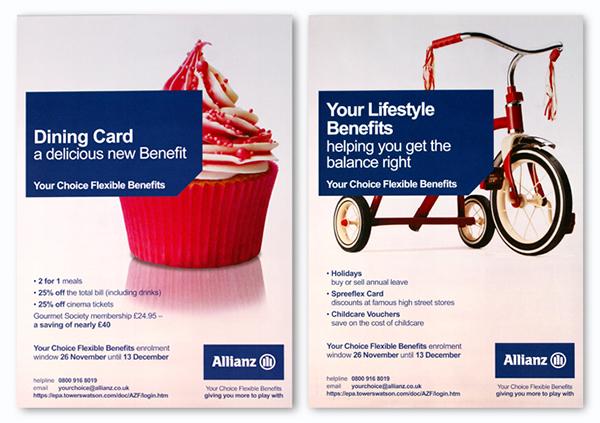 Dining Card
a delicious new Benefit
Your Choice Flexible Benefits
• 2 for 1 meals
• 25% off the total bill (including drinks)
• 25% off cinema tickets
Gourmet Society membership £24.95 –
a saving of nearly £40
Your Choice Flexible Benefits enrolment
window 26 November until 13 December
helpline 0800 916 8019
email yourchoice@allianz.co.uk
https://epa.towerswatson.com/doc/AZF/login.htm
Allianz
Your Choice Flexible Benefits
giving you more to play with
Your Lifestyle
Benefits
helping you get the
balance right
Your Choice Flexible Benefits
• Holidays
buy or sell annual leave
• Spreeflex Card
discounts at famous high street stores
• Childcare Vouchers
save on the cost of childcare
Your Choice Flexible Benefits enrolment
window 26 November until 13 December
helpline 0800 916 8019
email yourchoice@allianz.co.uk
https://epa.towerswatson.com/doc/AZF/login.htm
Allianz
Your Choice Flexible Benefits
giving you more to play with